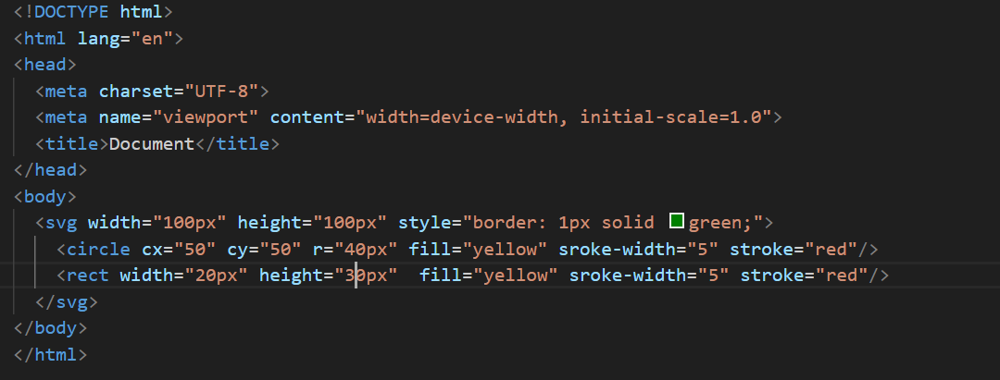 <!DOCTYPE html>
<html lang="en">
<head>
  <meta charset="UTF-8">
  <meta name="viewport" content="width=device-width, initial-scale=1.0">
  <title>Document</title>
</head>
<body>
  <svg width="100px" height="100px" style="border: 1px solid green;">
    <circle cx="50" cy="50" r="40px" fill="yellow" sroke-width="5" stroke="red"/>
    <rect width="20px" height="30px"  fill="yellow" sroke-width="5" stroke="red"/>
  </svg>
</body>
</html>